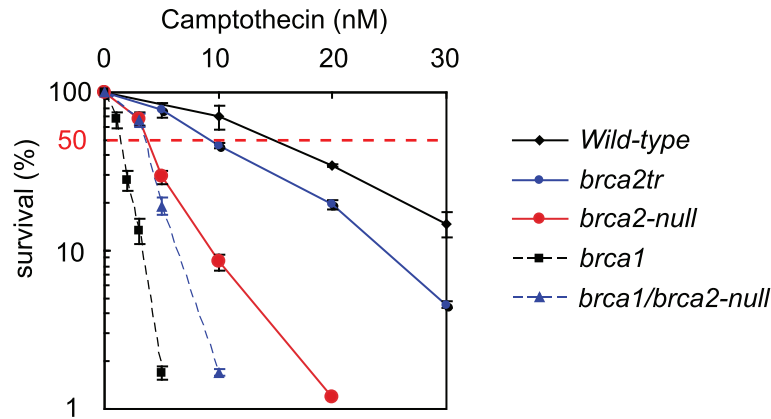 Camptothecin (nM)
0 10 20 30
100
50
10
1
survival (%)
Wild-type
brca2tr
brca2-null
brca1
brca1/brca2-null